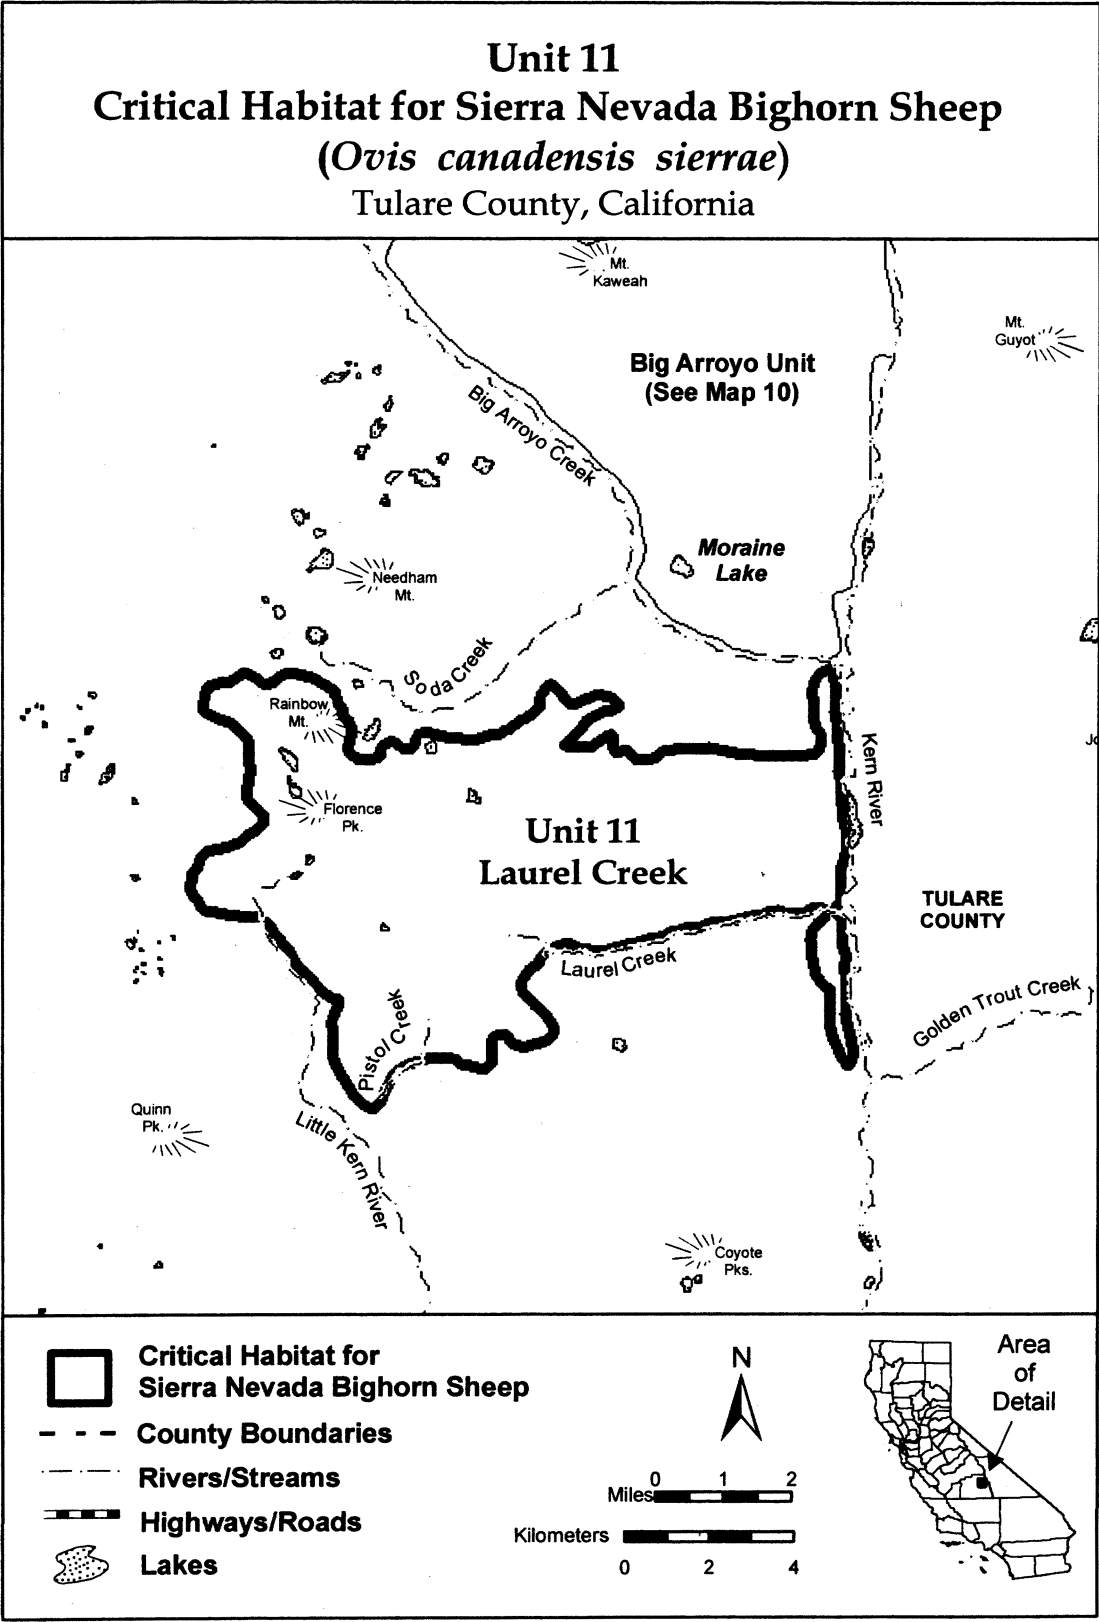 Unit 11
Critical Habitat for Sierra Nevada Bighorn Sheep
(Ovis canadensis sierrae)
Tulare County, California
Mt.
Kaweah
Mt.
Guyot
Big Arroyo Unit
(See Map 10)
Big Arroyo Creek
Moraine
Lake
Needham
Mt.
Soda Creek
Rainbow
Mt.
Kern River
Florence
Pk.
Unit 11
Laurel Creek
TULARE
COUNTY
Laurel Creek
Golden Trout Creek
Pistol Creek
Quinn
Pk.
Little Kern River
Coyote
Pks.
Critical Habitat for
Sierra Nevada Bighorn Sheep
County Boundaries
Rivers/Streams
Highways/Roads
Lakes
N
0 1 2
Miles
Kilometers
0 2 4
Area
of
Detail